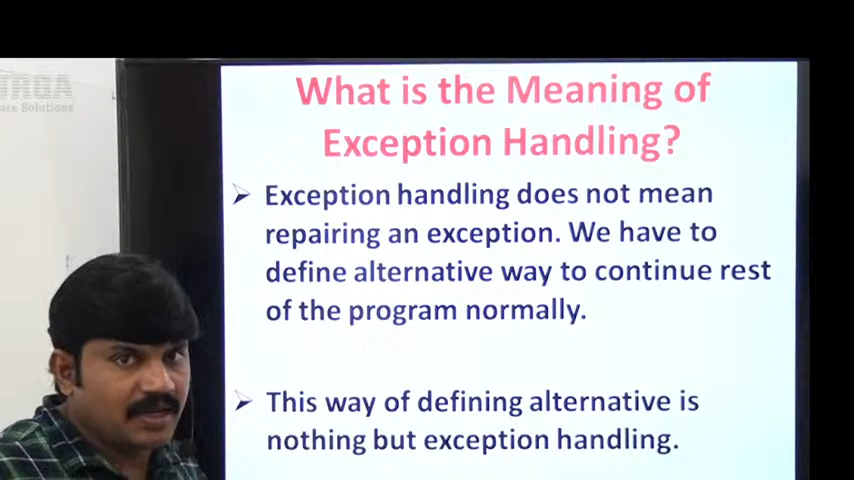 are Solutions
What is the Meaning of
Exception Handling?
Exception handling does not mean
repairing an exception. We have to
define alternative way to continue rest
of the program normally.
This way of defining alternative is
nothing but exception handling.